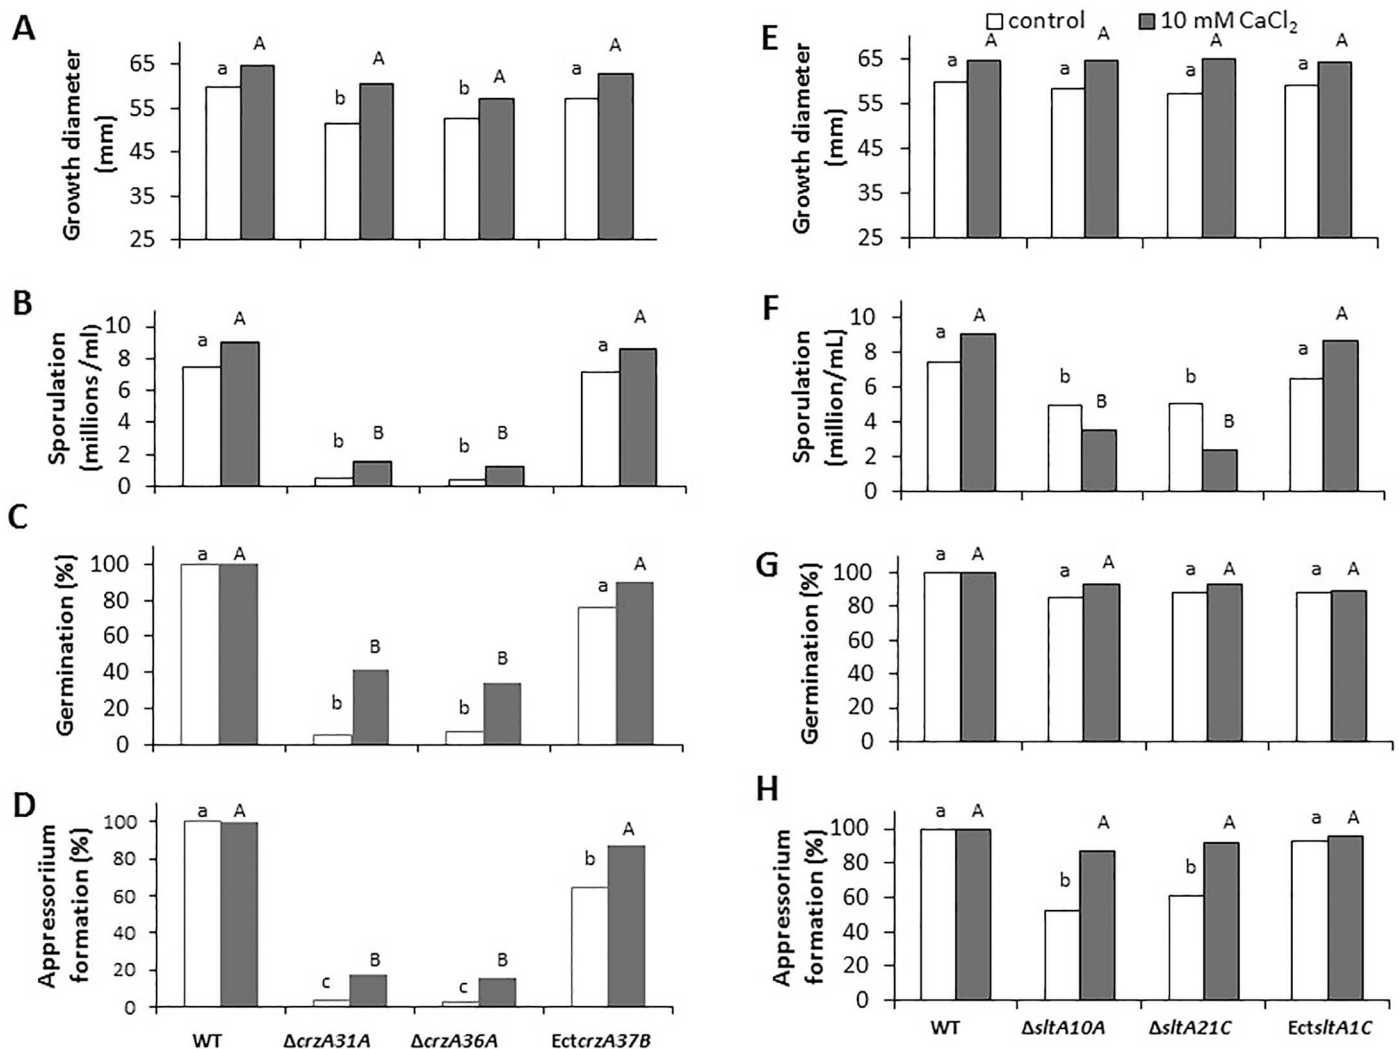 control 10 mM CaCl2
A
Growth diameter
(mm)
65
55
45
35
25
a A b A b A a A
B
Sporulation
(millions /ml)
10
8
6
4
2
0
a A b B b B a A
C
Germination (%)
100
80
60
40
20
0
a A b B b B a A
D
Appressoriium
formation (%)
100
80
60
40
20
0
a A c B c B b A
WT ΔcrzA31A ΔcrzA36A EctcrzA37B
E
Growth diameter
(mm)
65
55
45
35
25
a A a A a A a A
F
Sporulation
(million/mL)
10
8
6
4
2
0
a A b B b B a A
G
Germination (%)
100
80
60
40
20
0
a A a A a A a A
H
Appressorium
formation (%)
100
80
60
40
20
0
a A b A b A a A
WT ΔsltA10A ΔsltA21C EctsltA1C